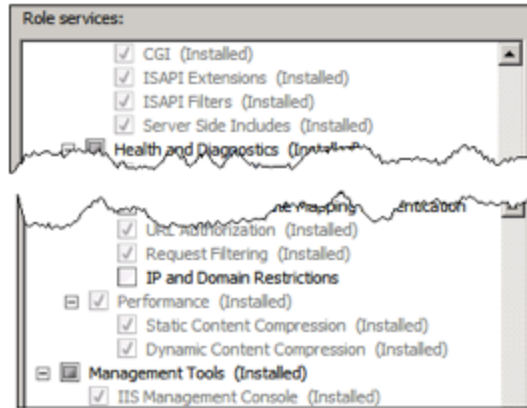 Role services:
CGI (Installed)
ISAPI Extensions (Installed)
ISAPI Filters (Installed)
Server Side Includes (Installed)
Health and Diagnostics (Installed)
Mapping
URL Authorization (Installed)
Request Filtering (Installed)
IP and Domain Restrictions
Performance (Installed)
Static Content Compression (Installed)
Dynamic Content Compression (Installed)
Management Tools (Installed)
IIS Management Console (Installed)